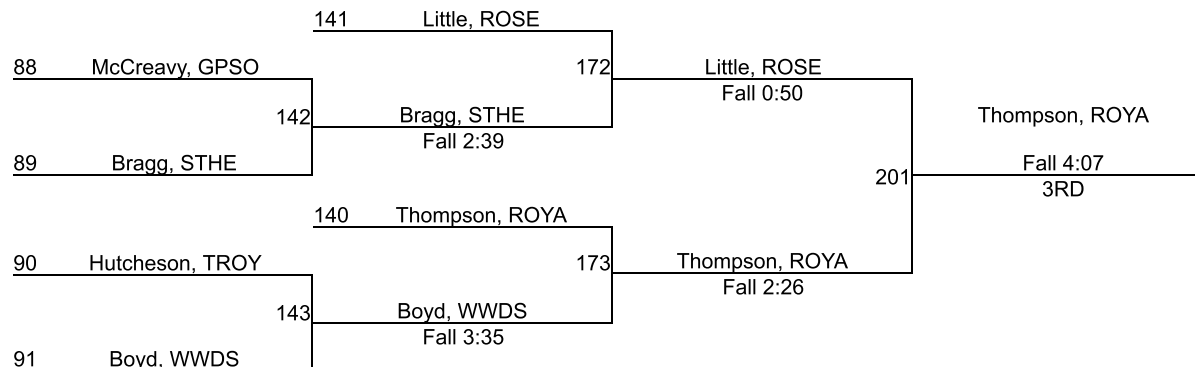 141 Little, ROSE
88 McCreavy, GPSO
172 Little, ROSE
Fall 0:50
142 Bragg, STHE
Fall 2:39
Thompson, ROYA
89 Bragg, STHE
Fall 4:07
201
3RD
140 Thompson, ROYA
90 Hutcheson, TROY
173 Thompson, ROYA
Fall 2:26
143 Boyd, WWDS
Fall 3:35
91 Boyd, WWDS